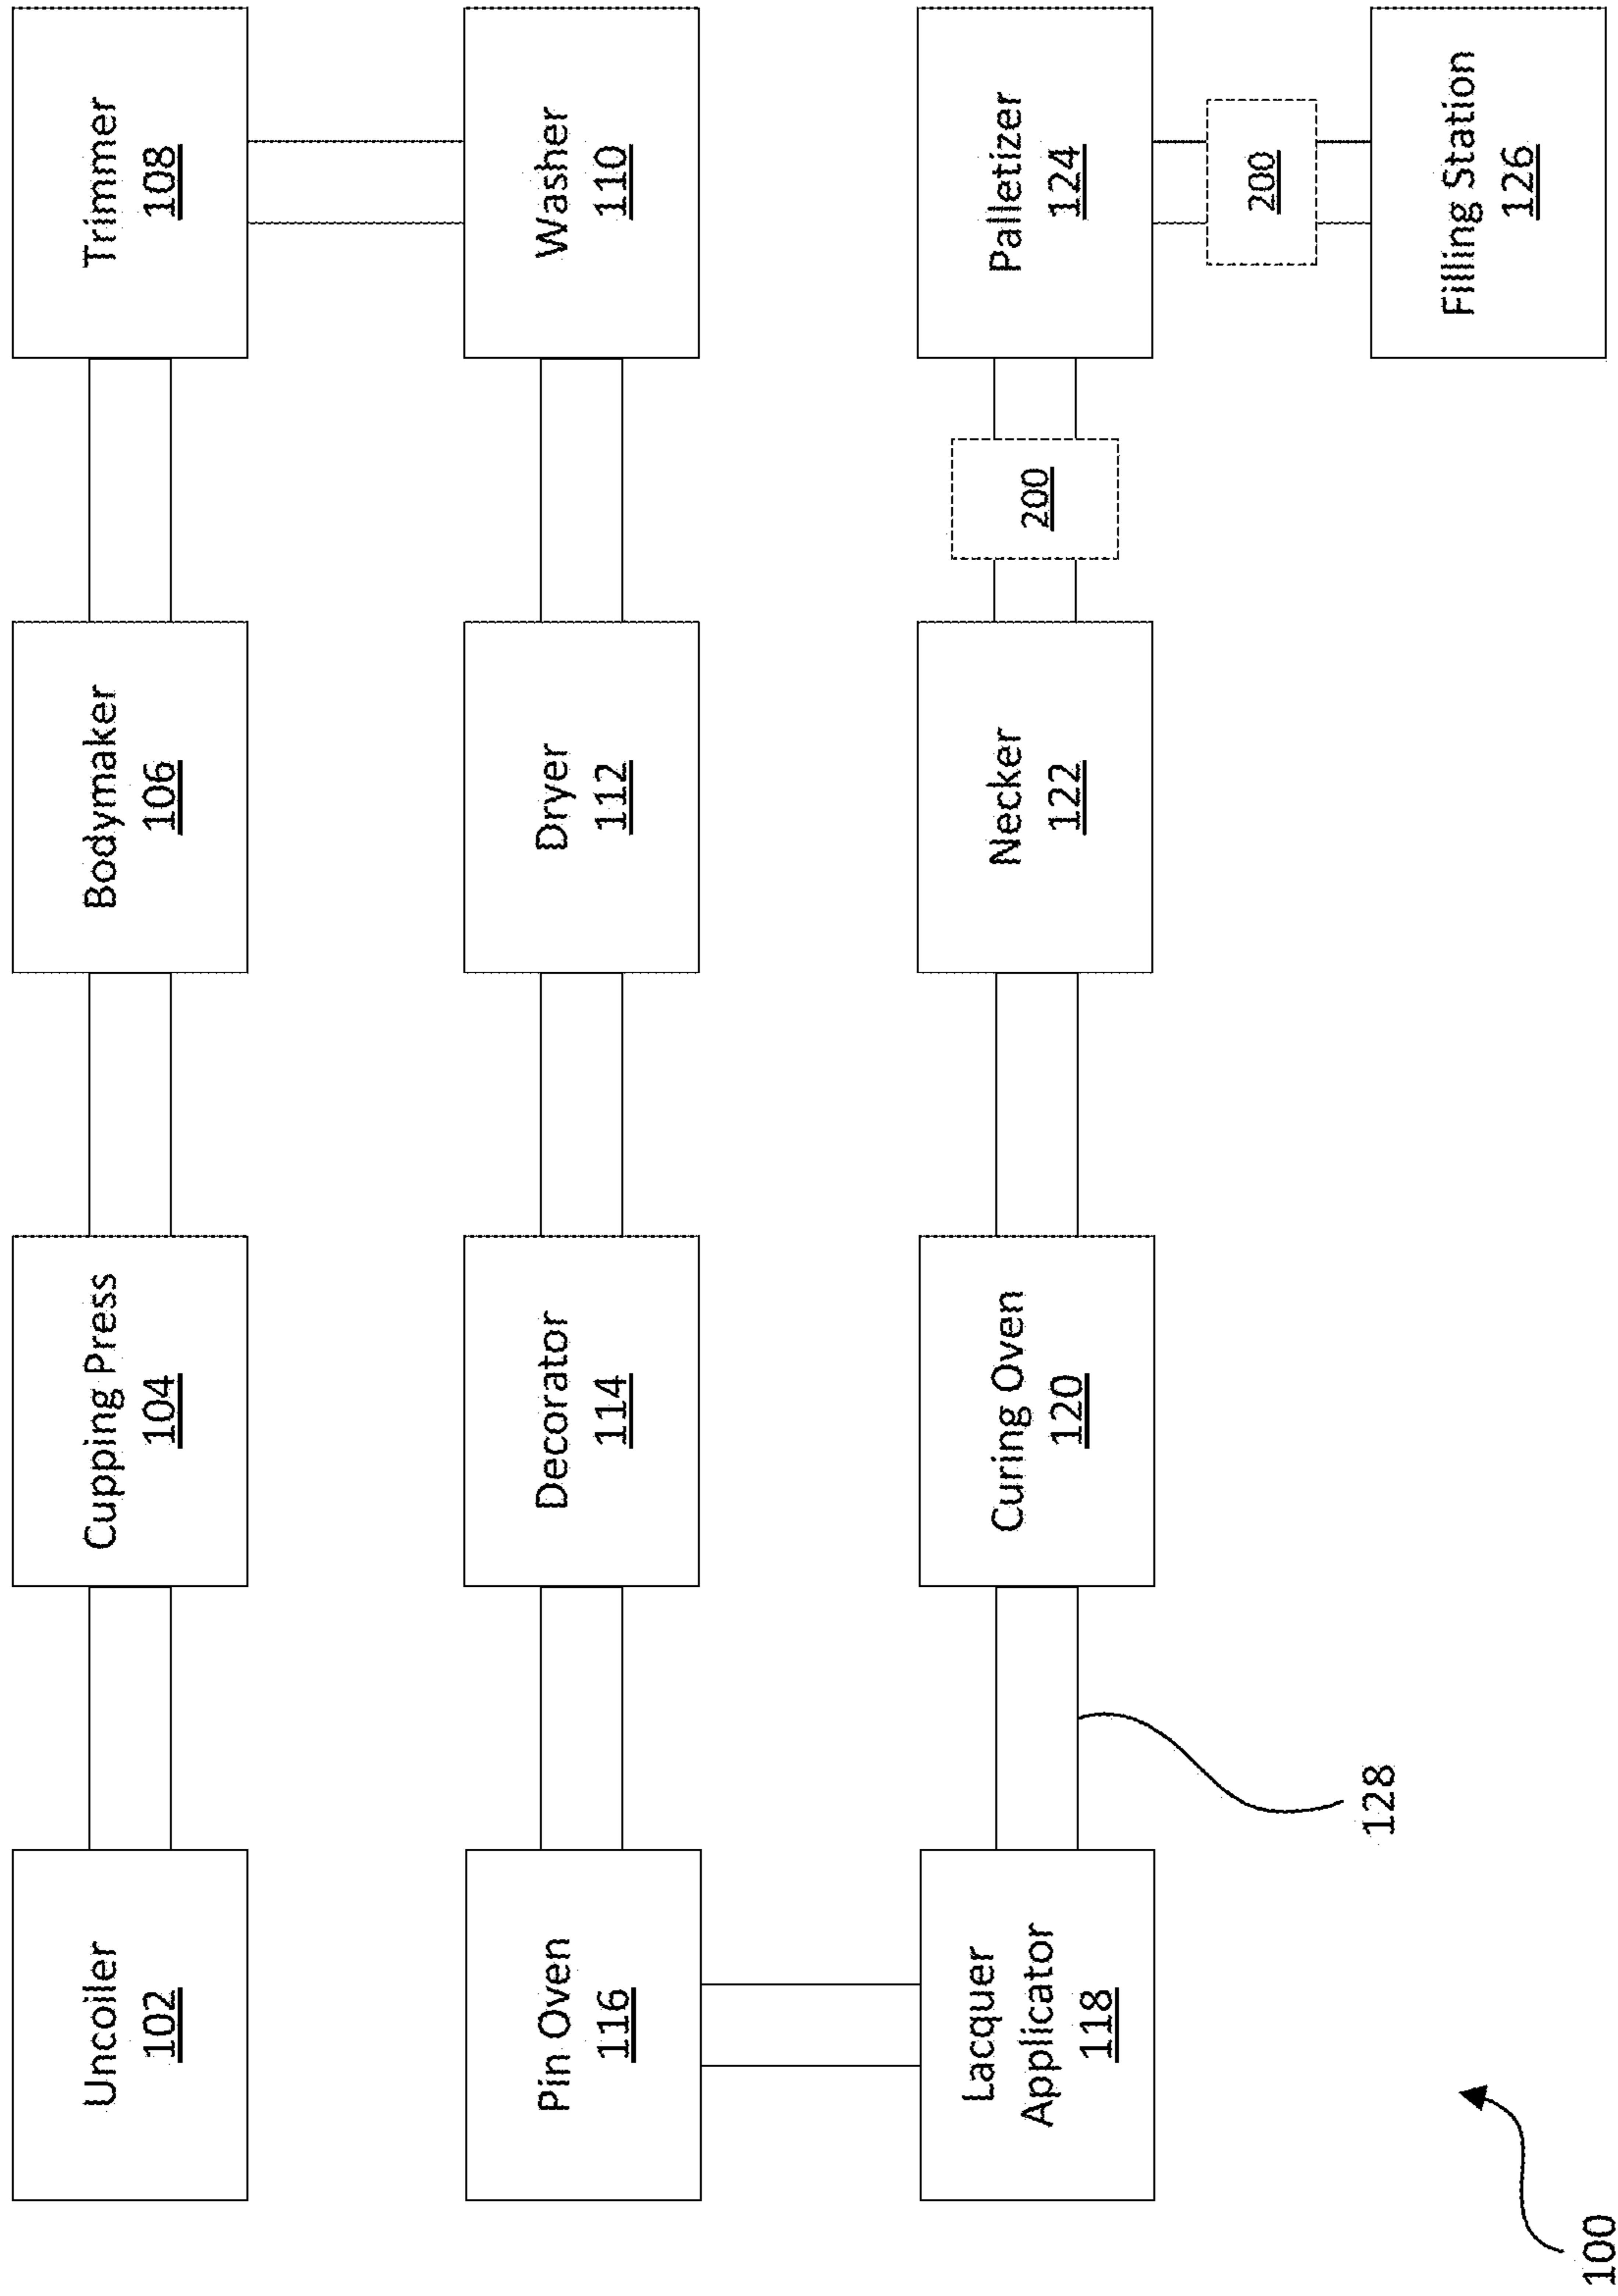 Uncoiler
102
Cupping Press
104
Bodymaker
106
Trimmer
108
Pin Oven
116
Decorator
114
Dryer
112
Washer
110
Lacquer
Applicator
118
Curing Oven
120
Necker
122
200
Palletizer
124
200
128
Filling Station
126
100